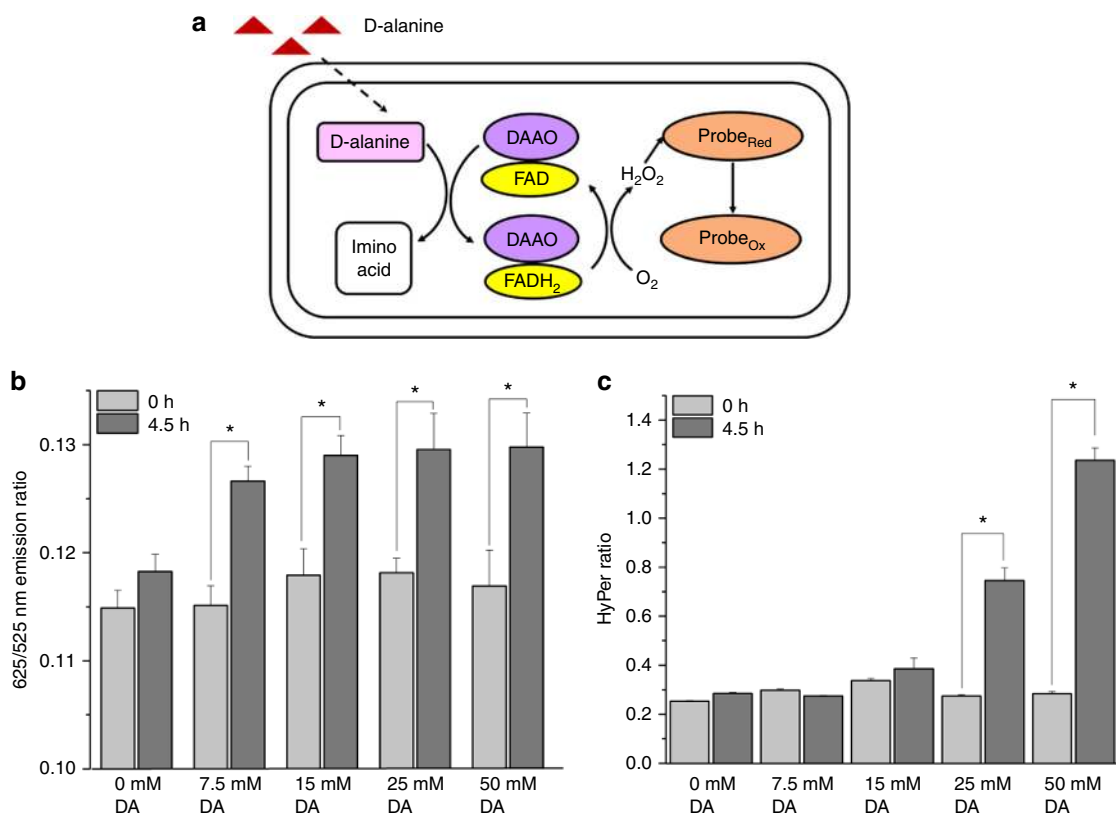 a
D-alanine
D-alanine
DAAO
FAD
Probe_Red
H₂O₂
Imino
acid
DAAO
FADH₂
Probe_Ox
O₂
b
0 h
4.5 h
*
*
*
*
0.13
0.12
0.11
0.10
625/525 nm emission ratio
0 mM
DA
7.5 mM
DA
15 mM
DA
25 mM
DA
50 mM
DA
c
0 h
4.5 h
*
*
1.4
1.2
1.0
0.8
0.6
0.4
0.2
0.0
HyPer ratio
0 mM
DA
7.5 mM
DA
15 mM
DA
25 mM
DA
50 mM
DA